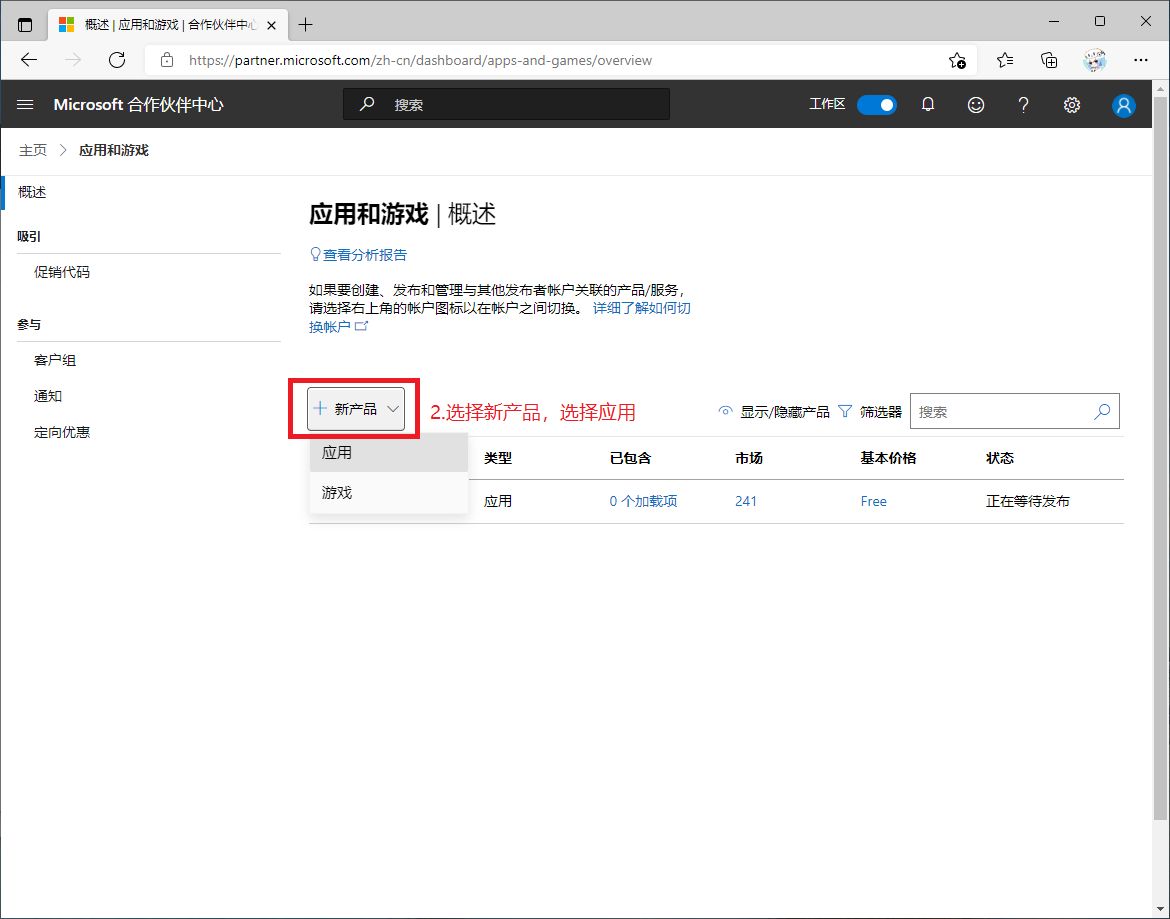 概述 | 应用和游戏 | 合作伙伴中心
https://partner.microsoft.com/zh-cn/dashboard/apps-and-games/overview
Microsoft 合作伙伴中心
搜索
工作区
主页 > 应用和游戏
概述
吸引
促销代码
参与
客户组
通知
定向优惠
应用和游戏 | 概述
查看分析报告
如果要创建、发布和管理与其他发布者帐户关联的产品/服务，
请选择右上角的帐户图标以在帐户之间切换。 详细了解如何切
换帐户
新产品
2.选择新产品，选择应用
显示/隐藏产品
筛选器
搜索
应用
游戏
类型 已包含 市场 基本价格 状态
应用 0 个加载项 241 Free 正在等待发布